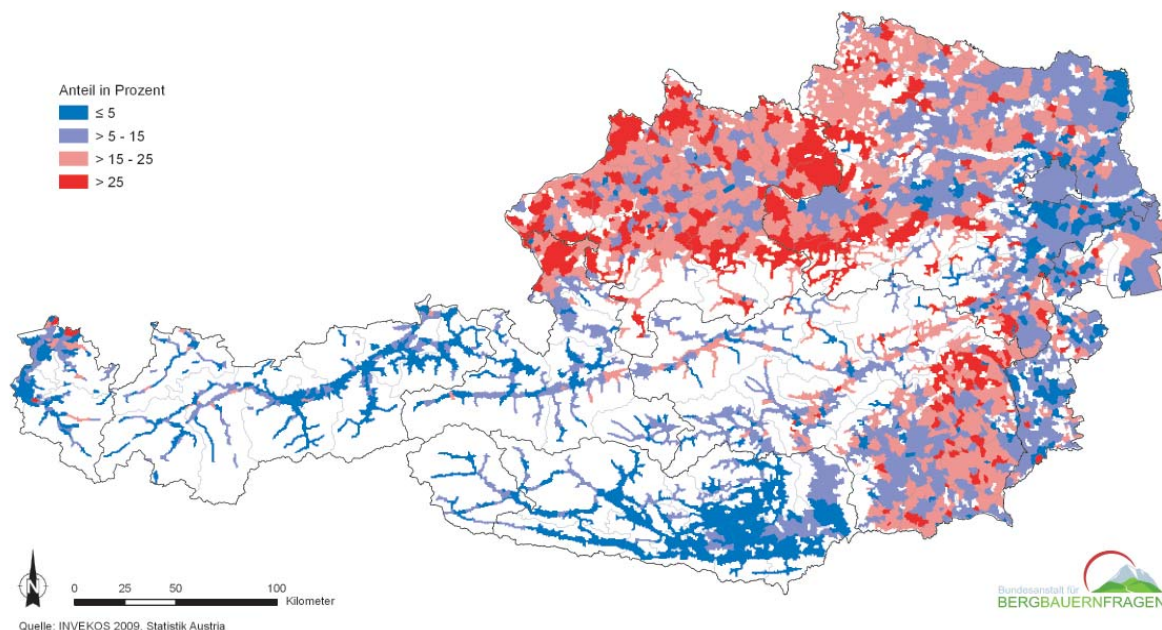 Anteil in Prozent
≤ 5
> 5 - 15
> 15 - 25
> 25
N
0 25 50 100
Kilometer
Bundesanstalt für
BERGBAUERNFRAGEN
Quelle: INVEKOS 2009, Statistik Austria